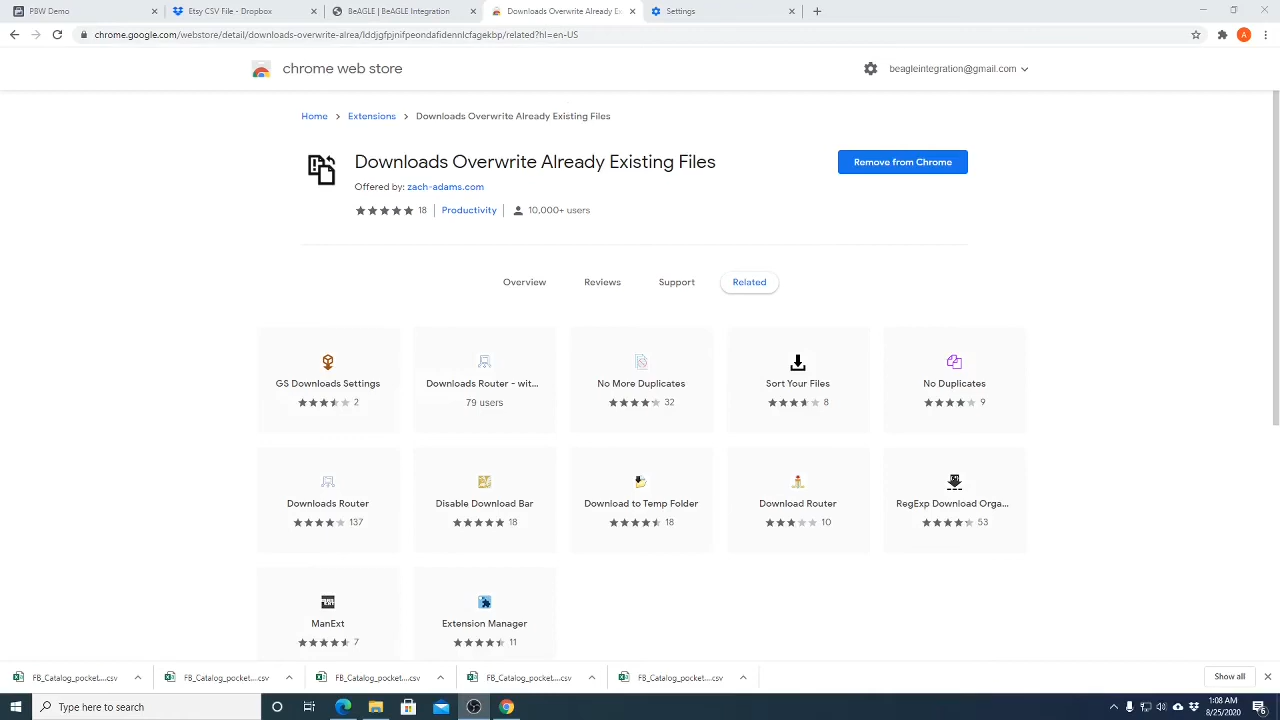 PBW Demo
Etsy CSV File - Dropbox
BeAGLE | BeAGLE Integration
Downloads Overwrite Already Ex
Settings
chrome.google.com/webstore/detail/downloads-overwrite-alrea/lddjgfpjnifpeondafidennlcfagekbp/related?hl=en-US
A
chrome web store
beagleintegration@gmail.com
Home > Extensions > Downloads Overwrite Already Existing Files
Downloads Overwrite Already Existing Files
Remove from Chrome
Offered by: zach-adams.com
18 | Productivity | 10,000+ users
Overview Reviews Support Related
GS Downloads Settings
2
Downloads Router - wit...
79 users
No More Duplicates
32
Sort Your Files
8
No Duplicates
9
Downloads Router
137
Disable Download Bar
18
Download to Temp Folder
18
Download Router
10
RegExp Download Orga...
53
ManExt
7
Extension Manager
11
FB_Catalog_pocket....csv
FB_Catalog_pocket....csv
FB_Catalog_pocket....csv
FB_Catalog_pocket....csv
FB_Catalog_pocket....csv
Show all
Type here to search
1:08 AM
8/25/2020